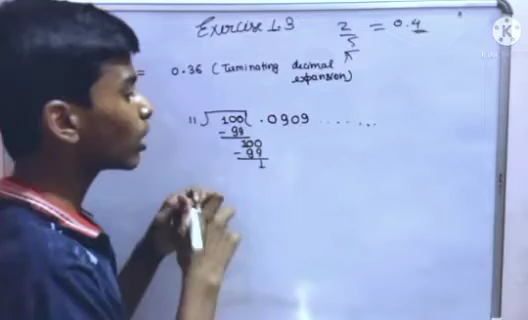 Exercise 1.3
2/5 = 0.4
= 0.36 (Terminating decimal
expansion)
11 100 .0909 .......
- 99
100
- 99
1